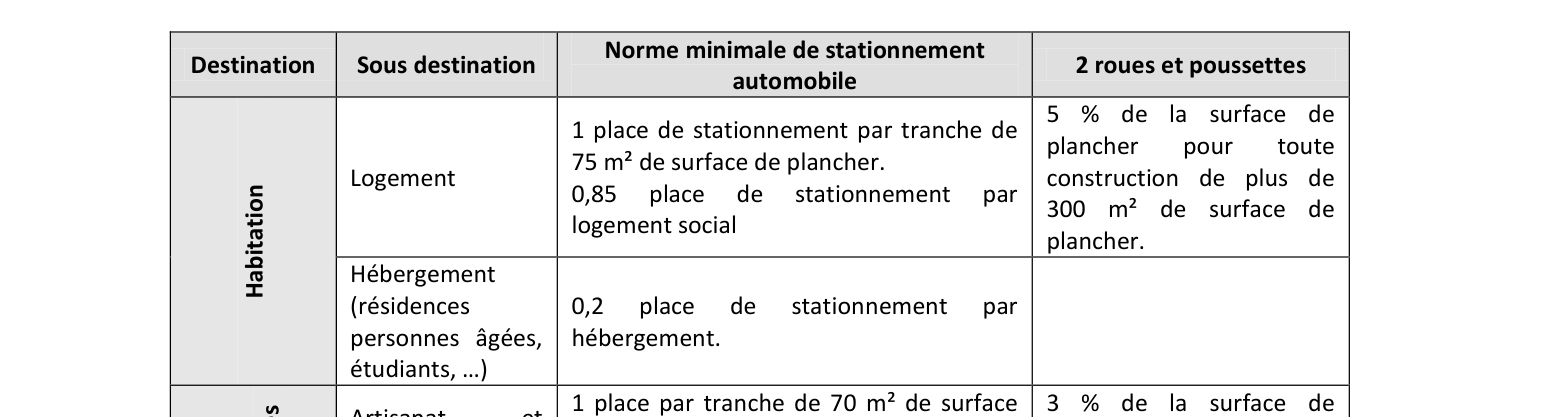 Destination
Sous destination
Norme minimale de stationnement
automobile
2 roues et poussettes
Habitation
Logement
1 place de stationnement par tranche de
75 m² de surface de plancher.
0,85 place de stationnement par
logement social
5 % de la surface de
plancher pour toute
construction de plus de
300 m² de surface de
plancher.
Hébergement
(résidences
personnes âgées,
étudiants, …)
0,2 place de stationnement par
hébergement.
Artisanat et
1 place par tranche de 70 m² de surface
3 % de la surface de